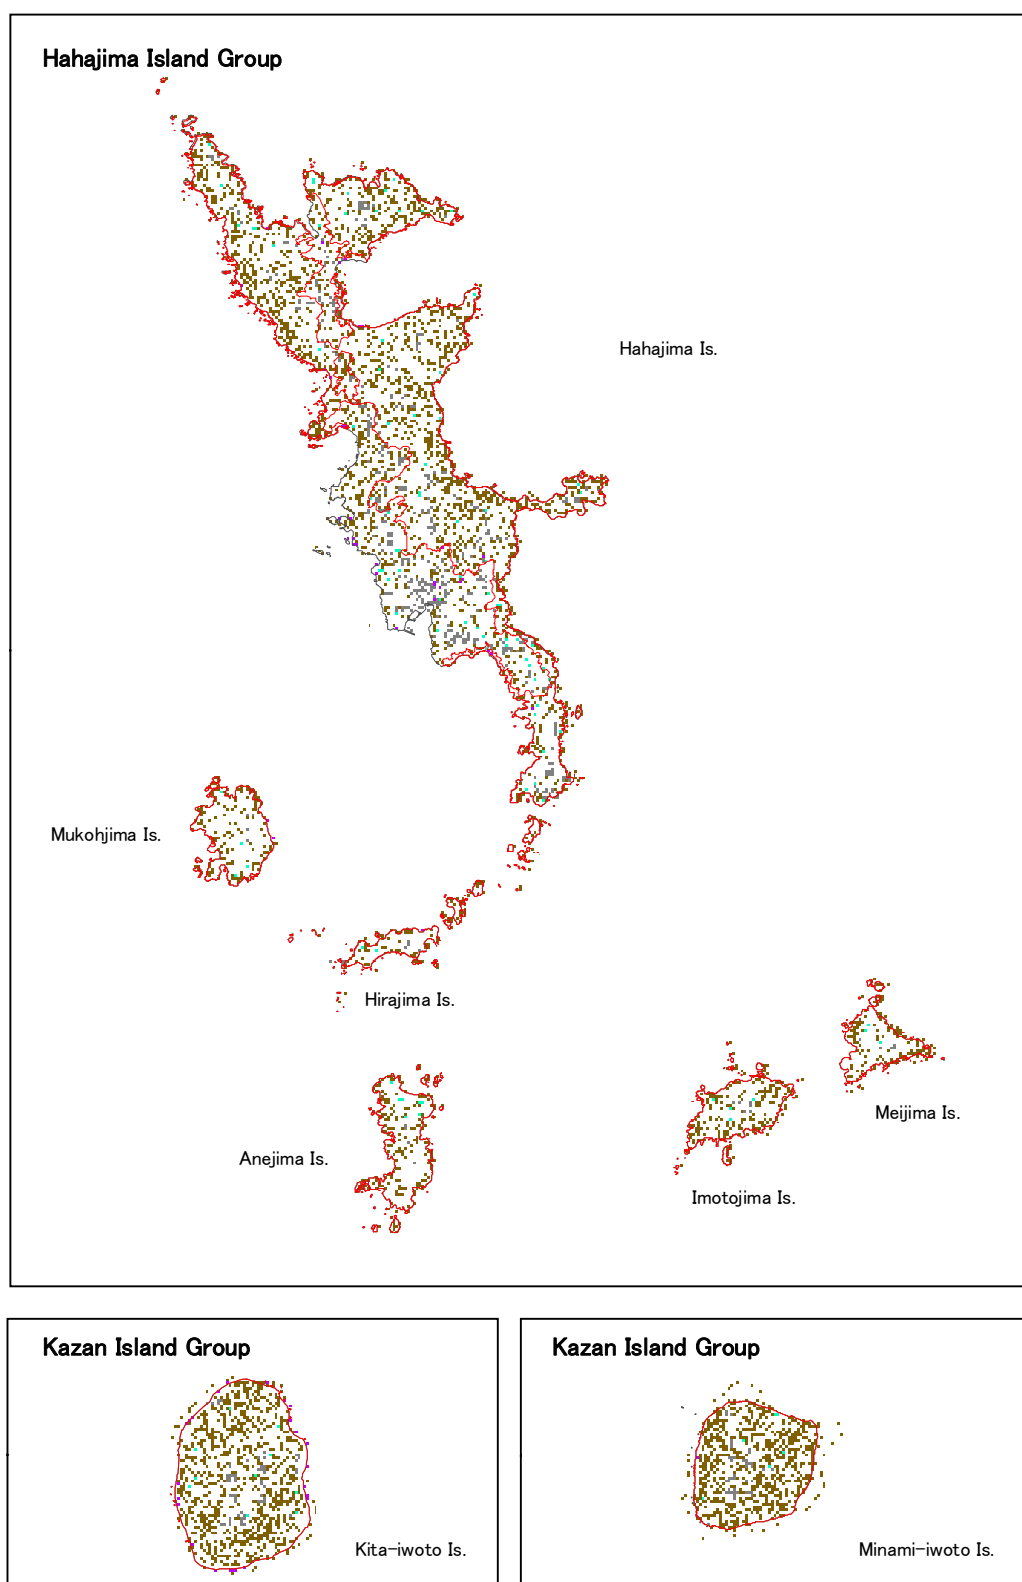 Hahajima Island Group
Hahajima Is.
Mukohjima Is.
Hirajima Is.
Meijima Is.
Anejima Is.
Imotojima Is.
Kazan Island Group
Kita-iwoto Is.
Kazan Island Group
Minami-iwoto Is.